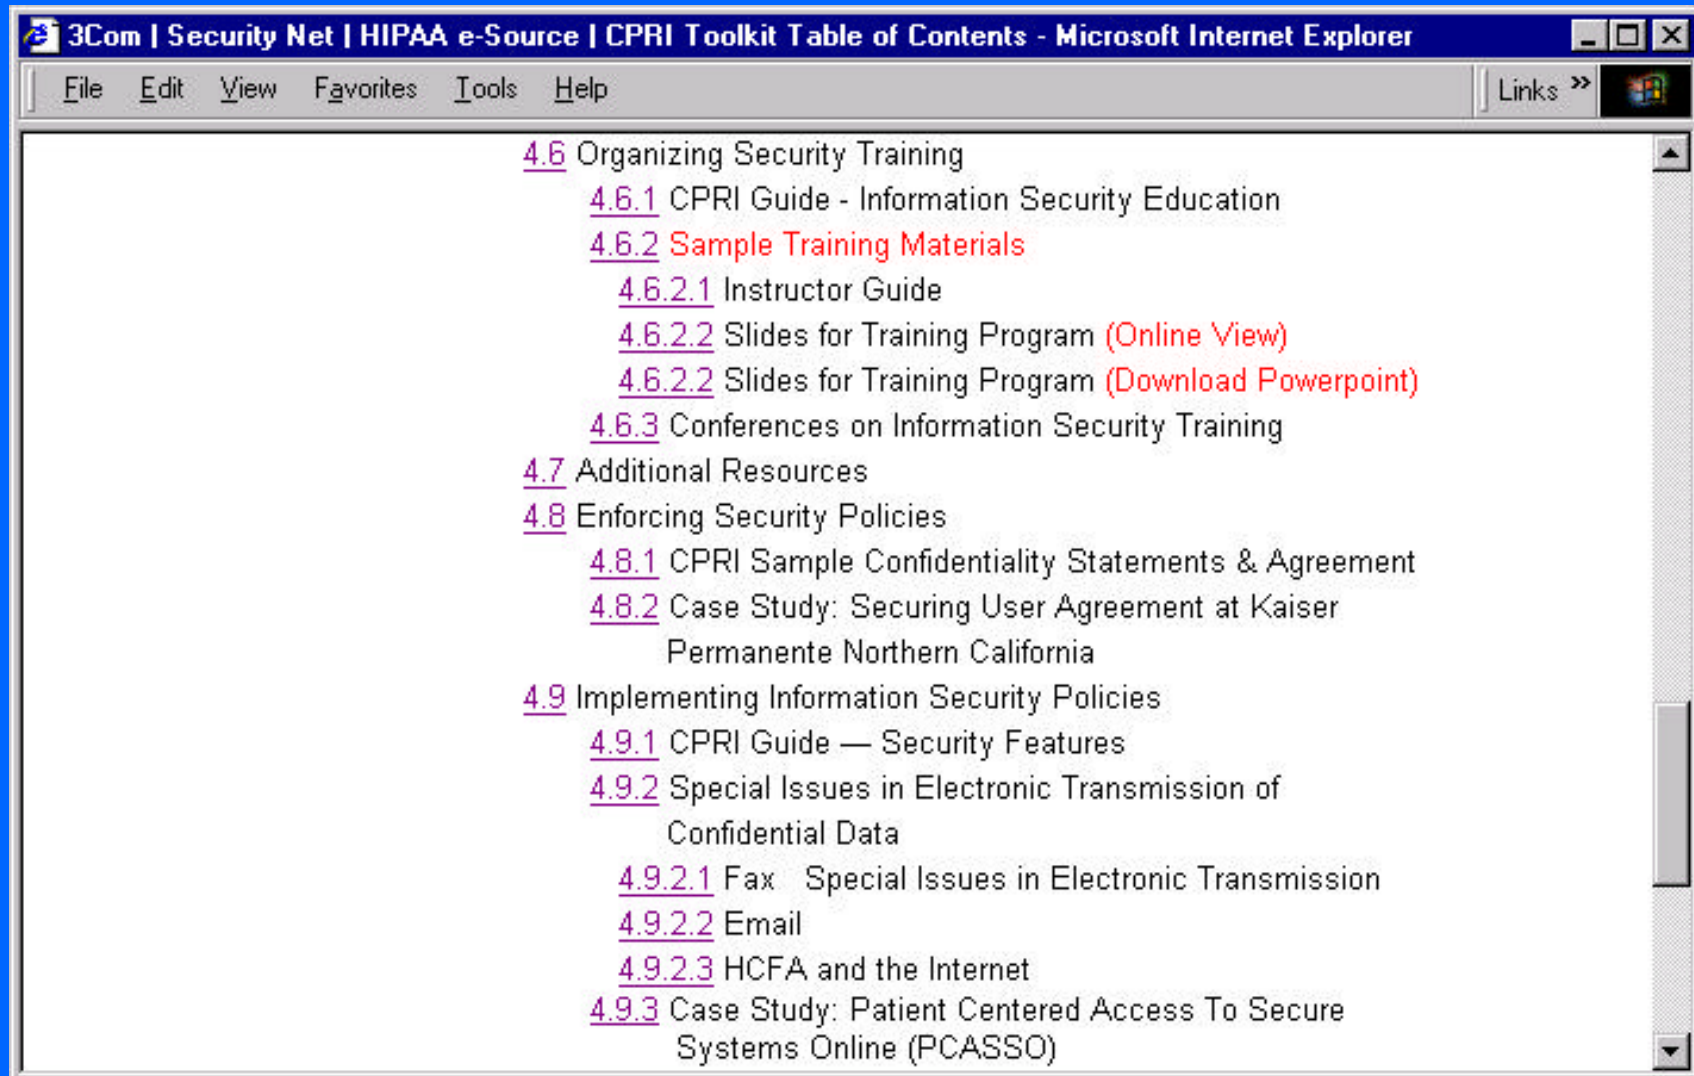 3Com | Security Net | HIPAA e-Source | CPRI Toolkit Table of Contents - Microsoft Internet Explorer
File Edit View Favorites Tools Help Links »
4.6 Organizing Security Training
4.6.1 CPRI Guide - Information Security Education
4.6.2 Sample Training Materials
4.6.2.1 Instructor Guide
4.6.2.2 Slides for Training Program (Online View)
4.6.2.2 Slides for Training Program (Download Powerpoint)
4.6.3 Conferences on Information Security Training
4.7 Additional Resources
4.8 Enforcing Security Policies
4.8.1 CPRI Sample Confidentiality Statements & Agreement
4.8.2 Case Study: Securing User Agreement at Kaiser
Permanente Northern California
4.9 Implementing Information Security Policies
4.9.1 CPRI Guide — Security Features
4.9.2 Special Issues in Electronic Transmission of
Confidential Data
4.9.2.1 Fax Special Issues in Electronic Transmission
4.9.2.2 Email
4.9.2.3 HCFA and the Internet
4.9.3 Case Study: Patient Centered Access To Secure
Systems Online (PCASSO)